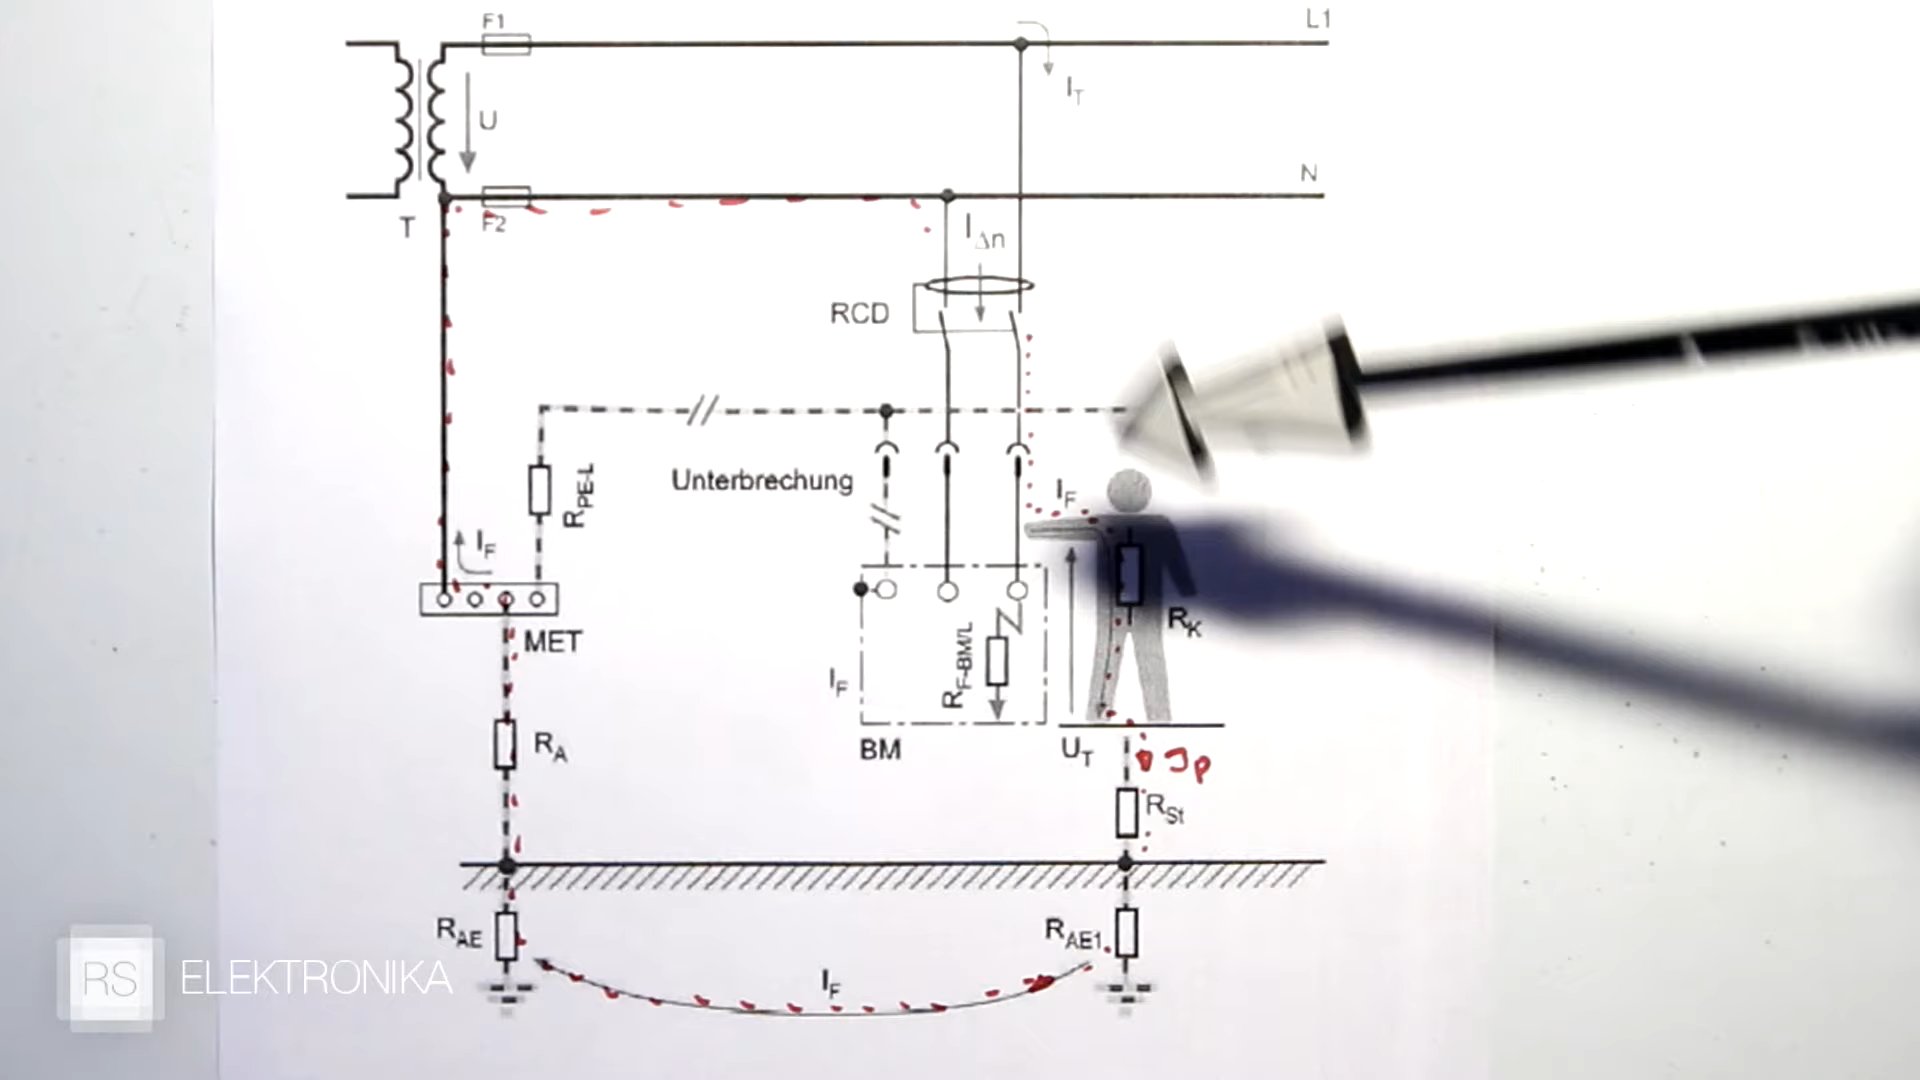 F1
L1
I_T
U
N
T
F2
I_Δn
RCD
Unterbrechung
R_PE-L
I_F
I_F
MET
R_K
R_F-BM/L
I_F
R_A
BM
U_T
Jp
R_St
R_AE
R_AE1
I_F
RS ELEKTRONIKA